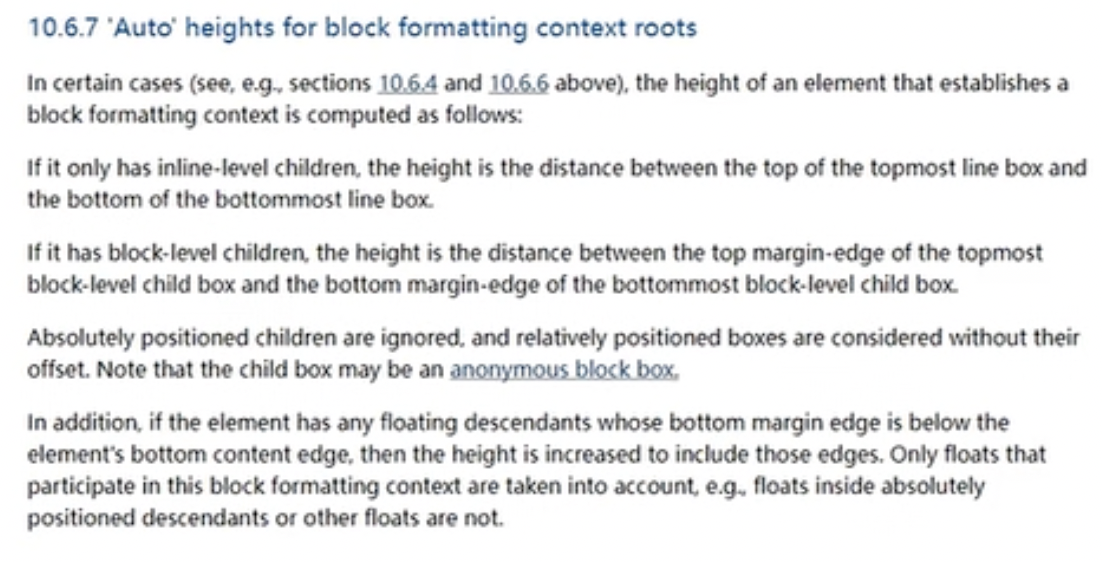 10.6.7 'Auto' heights for block formatting context roots
In certain cases (see, e.g., sections 10.6.4 and 10.6.6 above), the height of an element that establishes a
block formatting context is computed as follows:
If it only has inline-level children, the height is the distance between the top of the topmost line box and
the bottom of the bottommost line box.
If it has block-level children, the height is the distance between the top margin-edge of the topmost
block-level child box and the bottom margin-edge of the bottommost block-level child box.
Absolutely positioned children are ignored, and relatively positioned boxes are considered without their
offset. Note that the child box may be an anonymous block box.
In addition, if the element has any floating descendants whose bottom margin edge is below the
element's bottom content edge, then the height is increased to include those edges. Only floats that
participate in this block formatting context are taken into account, e.g., floats inside absolutely
positioned descendants or other floats are not.